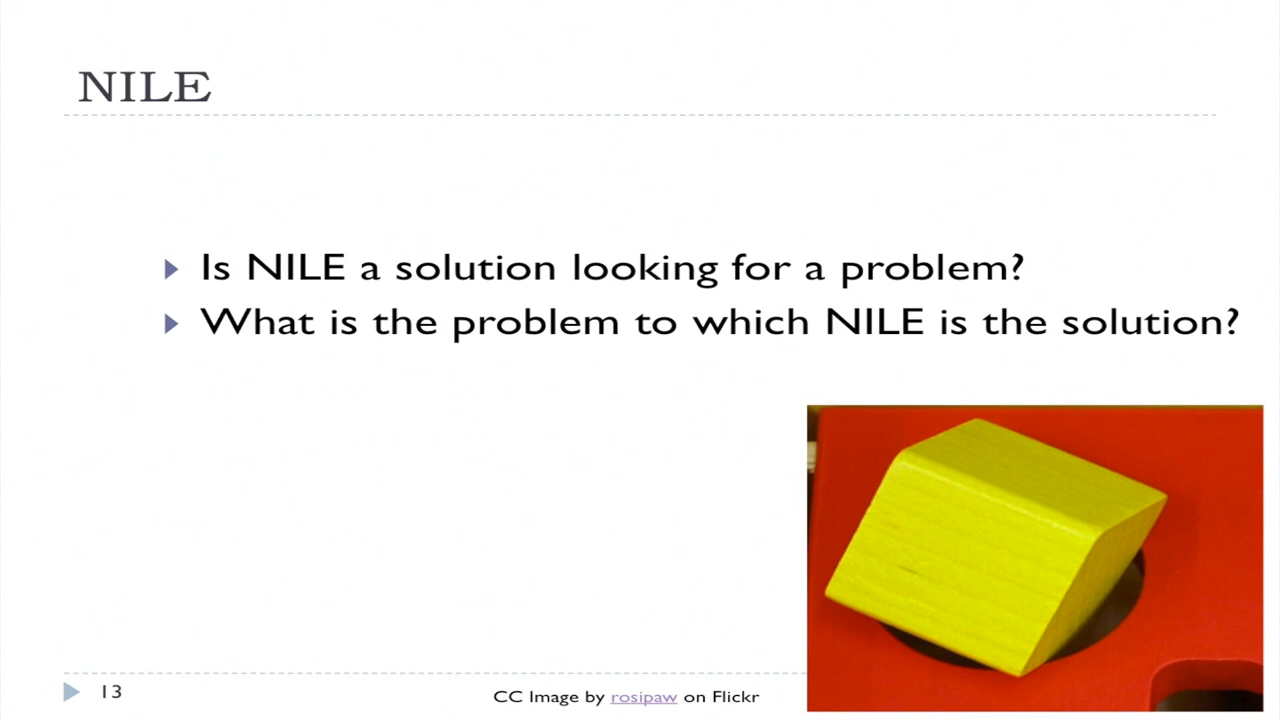 NILE
Is NILE a solution looking for a problem?
What is the problem to which NILE is the solution?
13
CC Image by rosipaw on Flickr